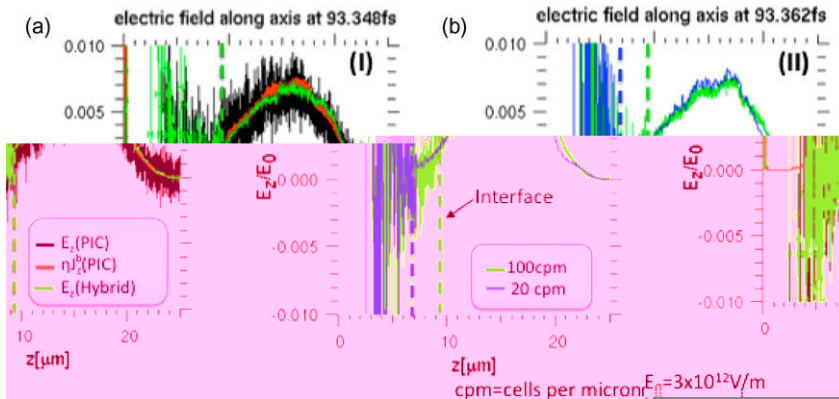 electric field along axis at 93.348fs
electric field along axis at 93.362fs
(a)
(b)
0.010
(I)
0.010
(II)
0.005
0.005
E_z/E_0
0.000
-0.000
E_z/E_0
0.000
Interface
E_z(PIC)
ηJ_z^b(PIC)
E_z(Hybrid)
-0.005
100cpm
20 cpm
-0.005
-0.010
-0.010
10
20
0
10
20
0
z[μm]
z[μm]
cpm=cells per micron
E_0=3x10^12V/m